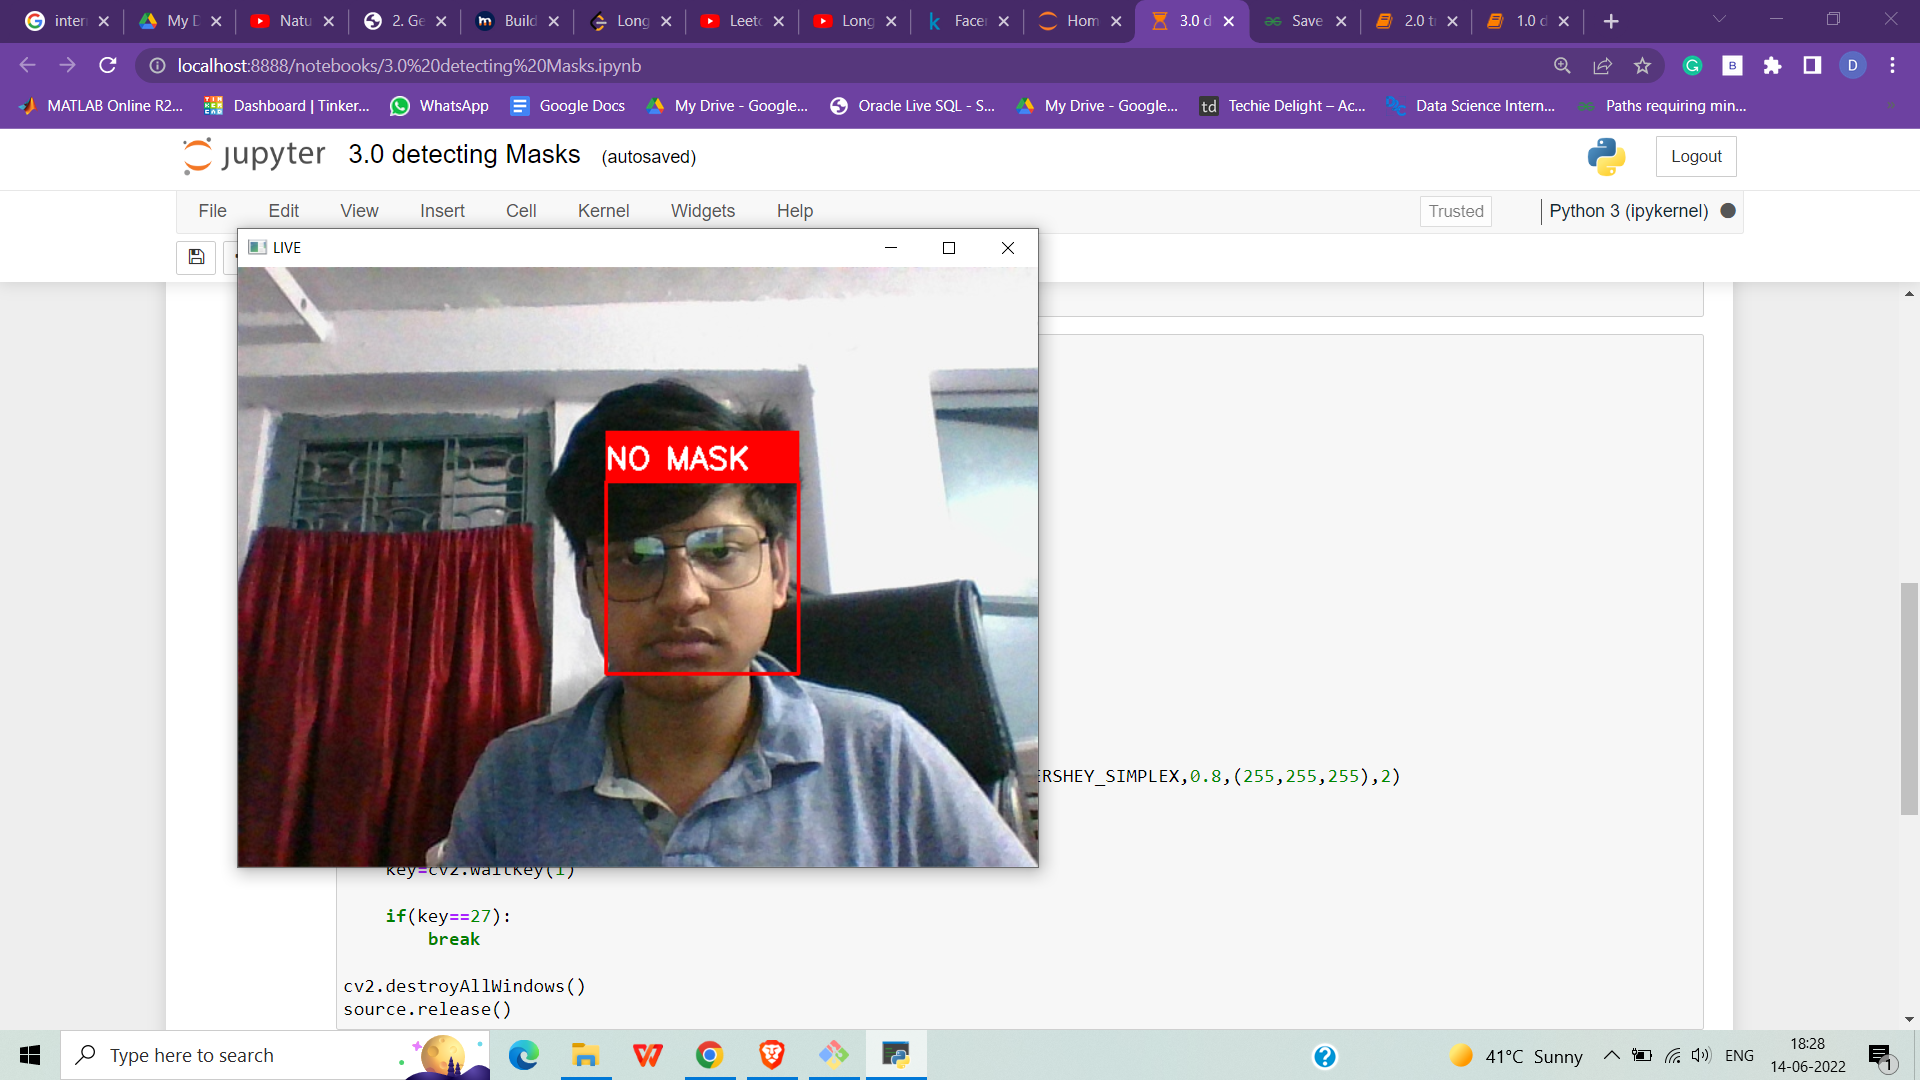 inter
My D
Natu
2. Ge
Build
Long
Leetc
Long
Facer
Hom
3.0 d
Save
2.0 t
1.0 d
localhost:8888/notebooks/3.0%20detecting%20Masks.ipynb
D
MATLAB Online R2...
Dashboard | Tinker...
WhatsApp
Google Docs
My Drive - Google...
Oracle Live SQL - S...
My Drive - Google...
td Techie Delight – Ac...
Data Science Intern...
Paths requiring min...
jupyter 3.0 detecting Masks (autosaved)
Logout
File Edit View Insert Cell Kernel Widgets Help
Trusted
Python 3 (ipykernel)
LIVE
NO MASK
ERSHEY_SIMPLEX,0.8,(255,255,255),2)
key=cv2.waitKey(1)
if(key==27):
break
cv2.destroyAllWindows()
source.release()
Type here to search
41°C Sunny
ENG
18:28
14-06-2022
1